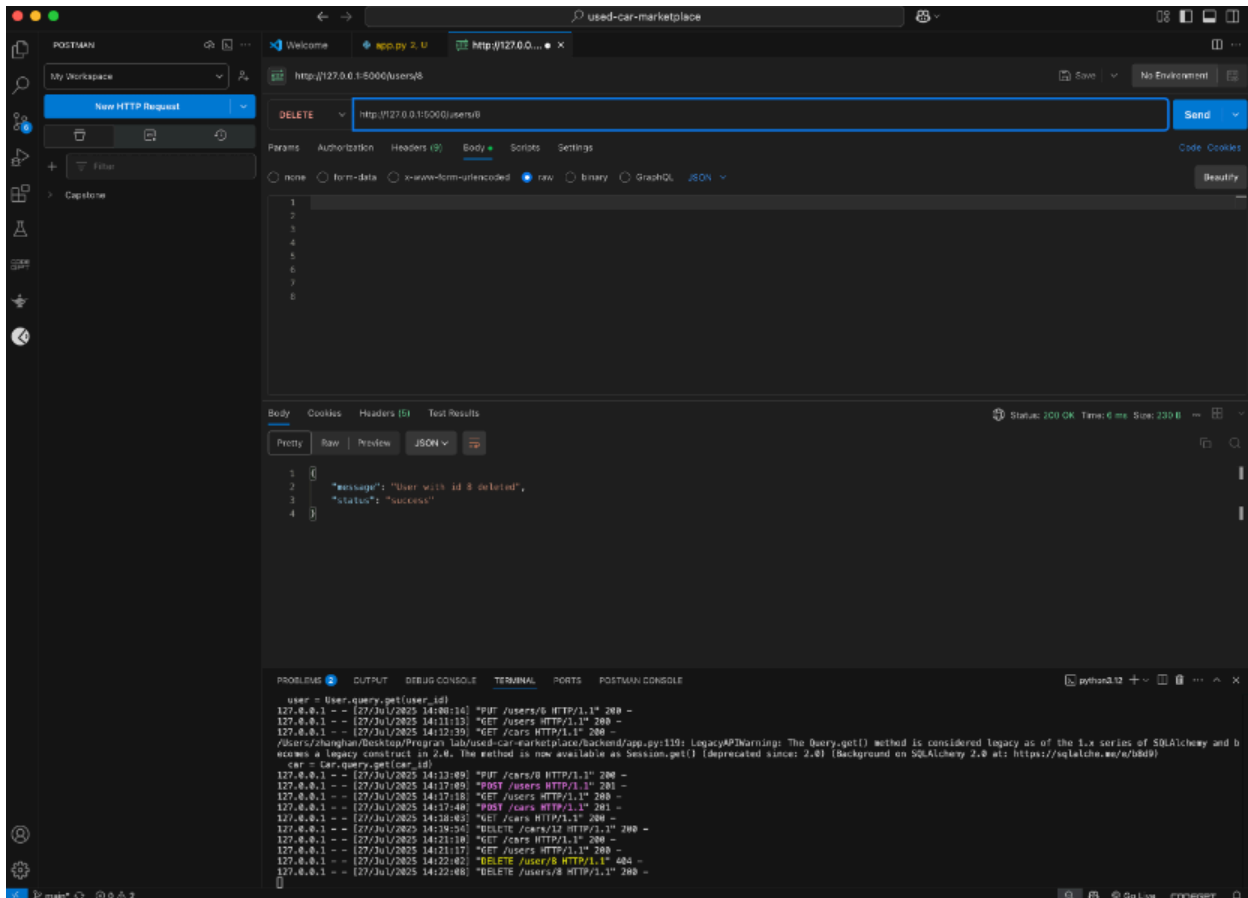 used-car-marketplace
POSTMAN
Welcome
app.py 2, U
http://127.0.0....
My Workspace
http://127.0.0.1:5000/users/8
Save
No Environment
New HTTP Request
DELETE
http://127.0.0.1:5000/users/8
Send
Params Authorization Headers (9) Body Scripts Settings
Code Cookies
Filter
none form-data x-www-form-urlencoded raw binary GraphQL JSON
Beautify
Capstone
1
2
3
4
5
6
7
8
Body Cookies Headers (5) Test Results
Status: 200 OK Time: 6 ms Size: 230 B
Pretty Raw Preview JSON
1 {
2 "message": "User with id 8 deleted",
3 "status": "success"
4 }
PROBLEMS 2 OUTPUT DEBUG CONSOLE TERMINAL PORTS POSTMAN CONSOLE
python3.12
user = User.query.get(user_id)
127.0.0.1 - - [27/Jul/2025 14:08:14] "PUT /users/6 HTTP/1.1" 200 -
127.0.0.1 - - [27/Jul/2025 14:11:13] "GET /users HTTP/1.1" 200 -
127.0.0.1 - - [27/Jul/2025 14:12:39] "GET /cars HTTP/1.1" 200 -
/Users/zhanghan/Desktop/Program lab/used-car-marketplace/backend/app.py:119: LegacyAPIWarning: The Query.get() method is considered legacy as of the 1.x series of SQLAlchemy and b
ecomes a legacy construct in 2.0. The method is now available as Session.get() (deprecated since: 2.0) (Background on SQLAlchemy 2.0 at: https://sqlalche.me/e/b8d9)
car = Car.query.get(car_id)
127.0.0.1 - - [27/Jul/2025 14:13:09] "PUT /cars/8 HTTP/1.1" 200 -
127.0.0.1 - - [27/Jul/2025 14:17:09] "POST /users HTTP/1.1" 201 -
127.0.0.1 - - [27/Jul/2025 14:17:18] "GET /users HTTP/1.1" 200 -
127.0.0.1 - - [27/Jul/2025 14:17:40] "POST /cars HTTP/1.1" 201 -
127.0.0.1 - - [27/Jul/2025 14:18:03] "GET /cars HTTP/1.1" 200 -
127.0.0.1 - - [27/Jul/2025 14:19:54] "DELETE /cars/12 HTTP/1.1" 200 -
127.0.0.1 - - [27/Jul/2025 14:21:10] "GET /cars HTTP/1.1" 200 -
127.0.0.1 - - [27/Jul/2025 14:21:17] "GET /users HTTP/1.1" 200 -
127.0.0.1 - - [27/Jul/2025 14:22:02] "DELETE /user/8 HTTP/1.1" 404 -
127.0.0.1 - - [27/Jul/2025 14:22:08] "DELETE /users/8 HTTP/1.1" 200 -
main* 0 2
Go Live CODEGPT